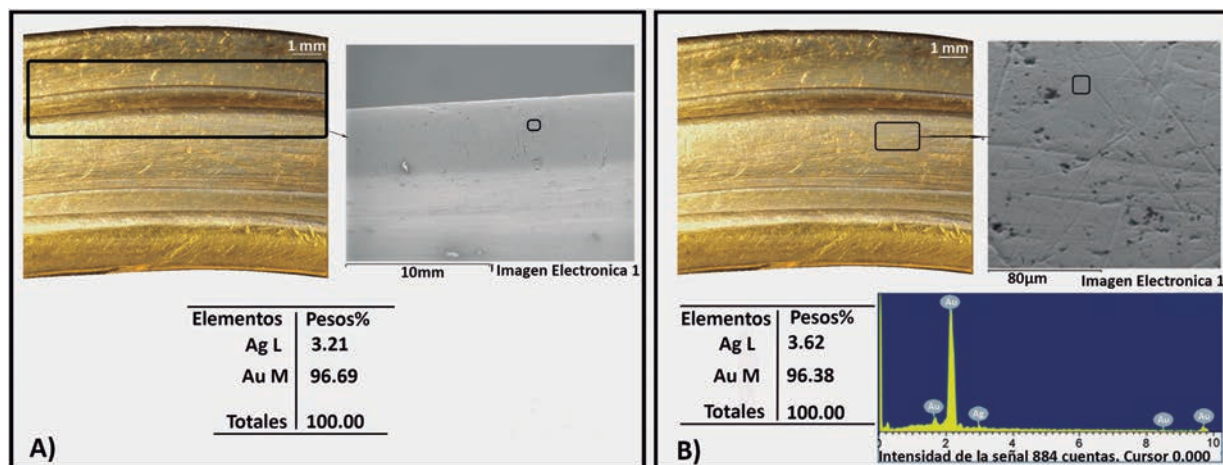 1 mm
10mm
Imagen Electronica 1
Elementos Pesos%
Ag L 3.21
Au M 96.69
Totales 100.00
A)
1 mm
80µm
Imagen Electronica 1
Elementos Pesos%
Ag L 3.62
Au M 96.38
Totales 100.00
Au
Au
Ag
Au
Au
0 2 4 6 8 10
Intensidad de la señal 884 cuentas. Cursor 0.000
B)